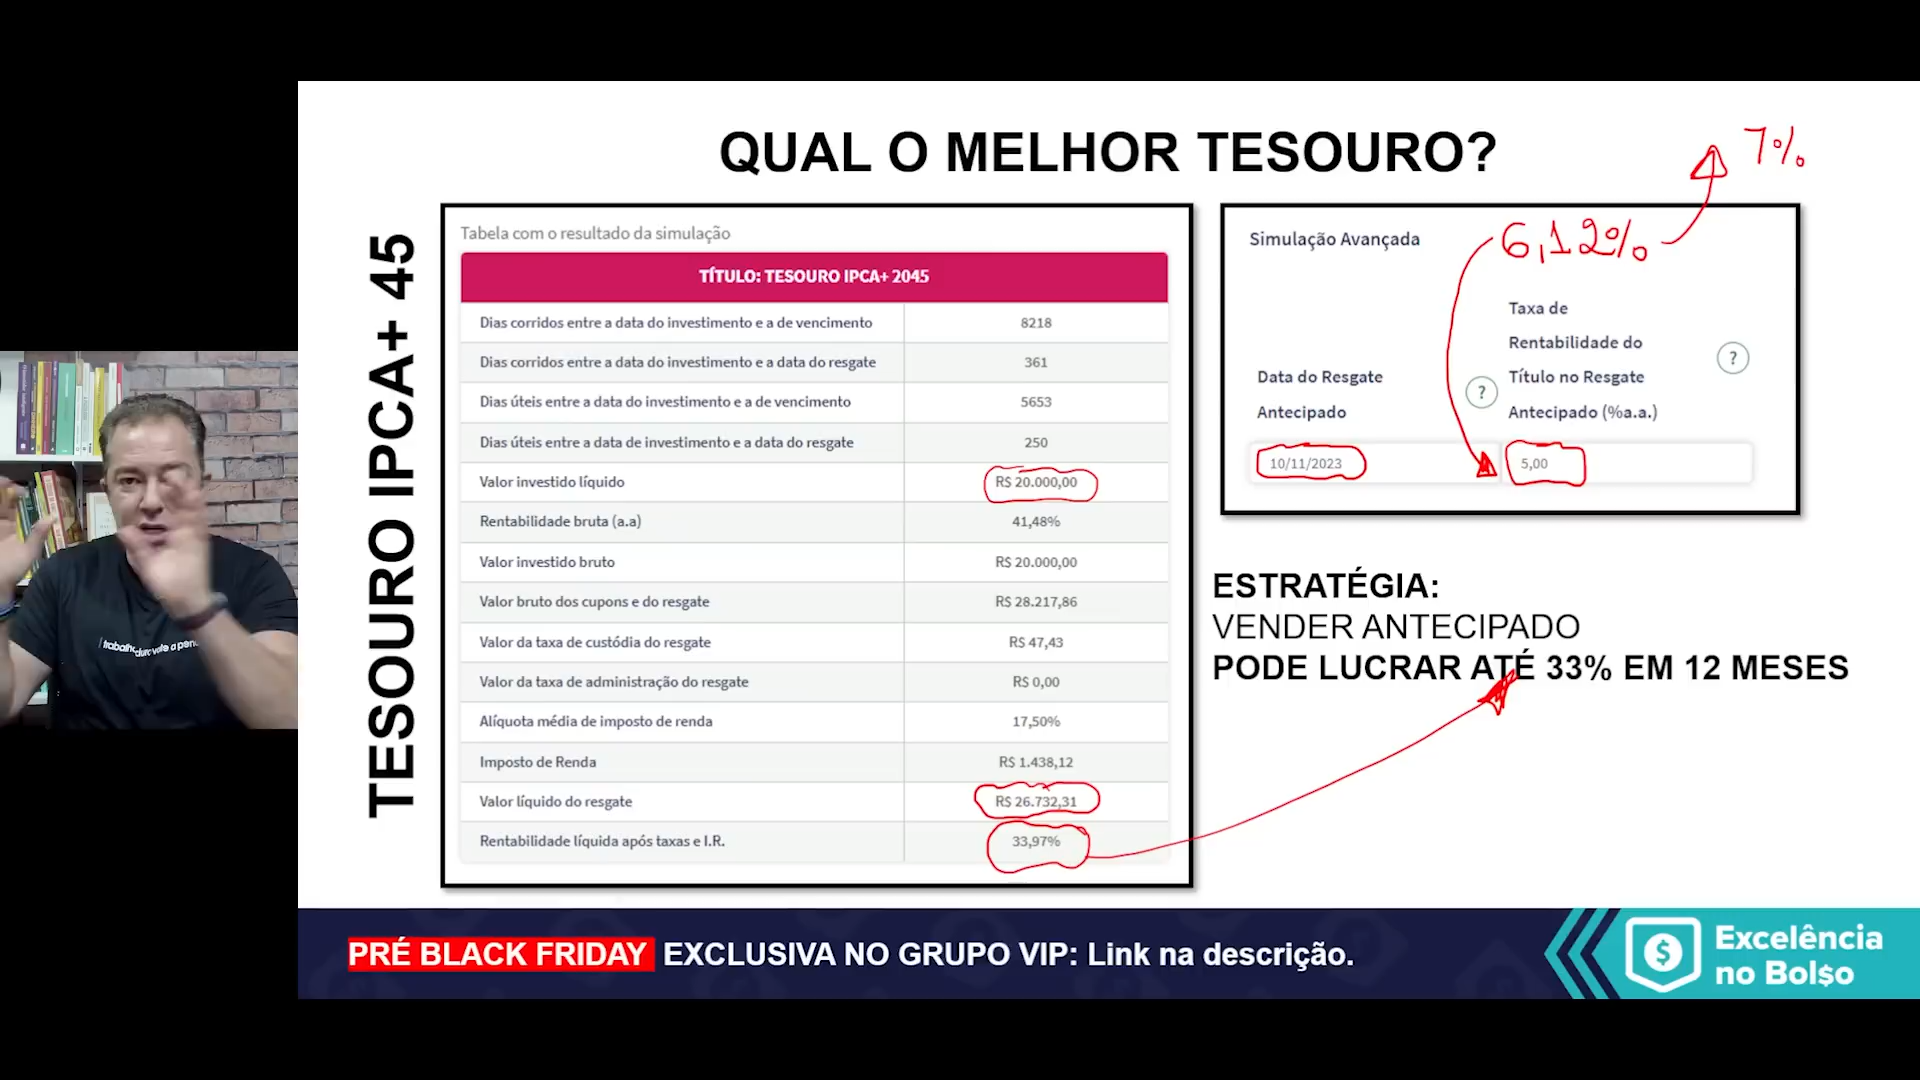 QUAL O MELHOR TESOURO?
7%
TESOURO IPCA+ 45
Tabela com o resultado da simulação
TÍTULO: TESOURO IPCA+ 2045
Dias corridos entre a data do investimento e a de vencimento 8218
Dias corridos entre a data do investimento e a data do resgate 361
Dias úteis entre a data do investimento e a de vencimento 5653
Dias úteis entre a data de investimento e a data do resgate 250
Valor investido líquido R$ 20.000,00
Rentabilidade bruta (a.a) 41,48%
Valor investido bruto R$ 20.000,00
Valor bruto dos cupons e do resgate R$ 28.217,86
Valor da taxa de custódia do resgate R$ 47,43
Valor da taxa de administração do resgate R$ 0,00
Alíquota média de imposto de renda 17,50%
Imposto de Renda R$ 1.438,12
Valor líquido do resgate R$ 26.732,31
Rentabilidade líquida após taxas e I.R. 33,97%
Simulação Avançada
6,12%
Data do Resgate
Antecipado
?
10/11/2023
Taxa de
Rentabilidade do
Título no Resgate
Antecipado (%a.a.)
?
5,00
ESTRATÉGIA:
VENDER ANTECIPADO
PODE LUCRAR ATÉ 33% EM 12 MESES
PRÉ BLACK FRIDAY EXCLUSIVA NO GRUPO VIP: Link na descrição.
$
Excelência
no Bol$o